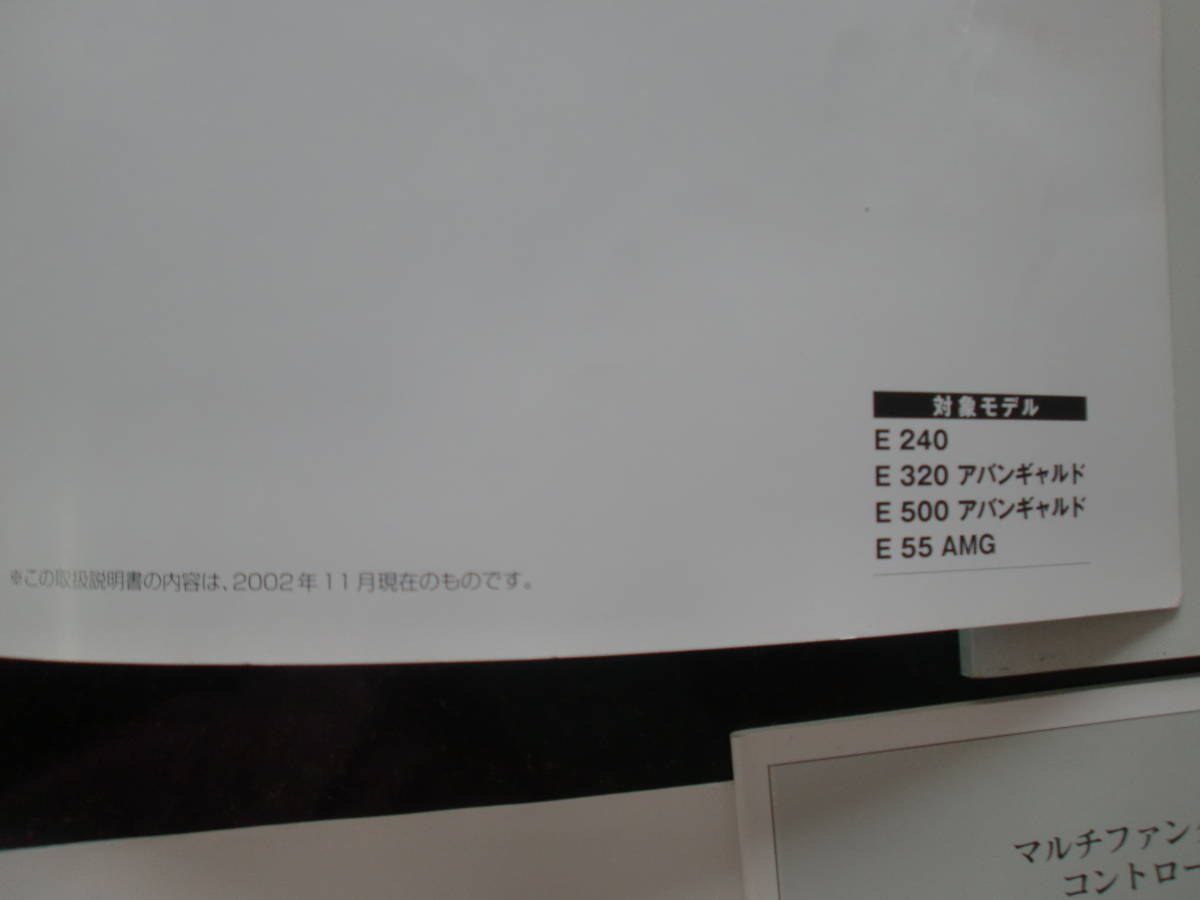 対象モデル
E 240
E 320 アバンギャルド
E 500 アバンギャルド
E 55 AMG
※この取扱説明書の内容は、2002年11月現在のものです。
マルチファン
コントロー